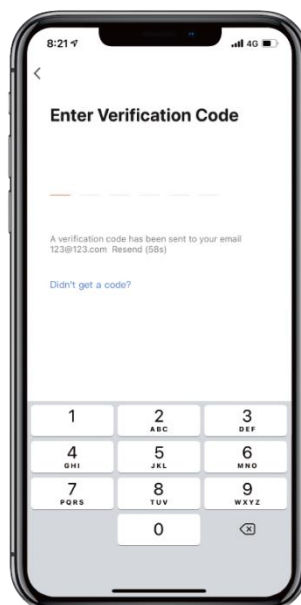 8:21
4G
Enter Verification Code
A verification code has been sent to your email
123@123.com Resend (58s)
Didn't get a code?
1
2
ABC
3
DEF
4
GHI
5
JKL
6
MNO
7
PQRS
8
TUV
9
WXYZ
0